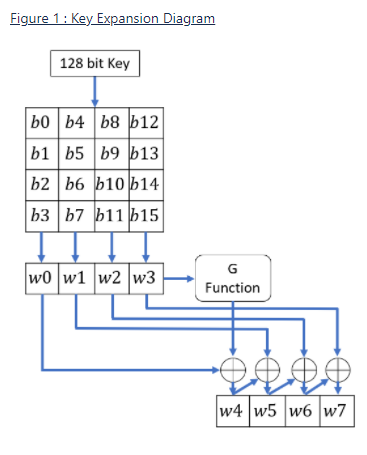 Figure 1 : Key Expansion Diagram
128 bit Key
b0 b4 b8 b12
b1 b5 b9 b13
b2 b6 b10 b14
b3 b7 b11 b15
w0 w1 w2 w3
G
Function
w4 w5 w6 w7